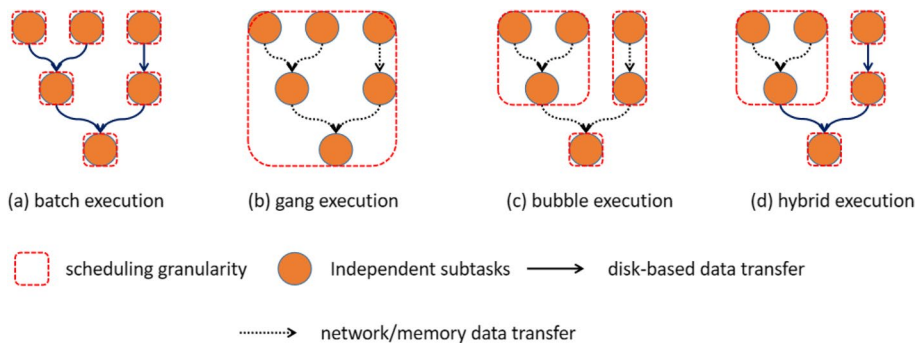 (a) batch execution
(b) gang execution
(c) bubble execution
(d) hybrid execution
scheduling granularity
Independent subtasks
disk-based data transfer
network/memory data transfer